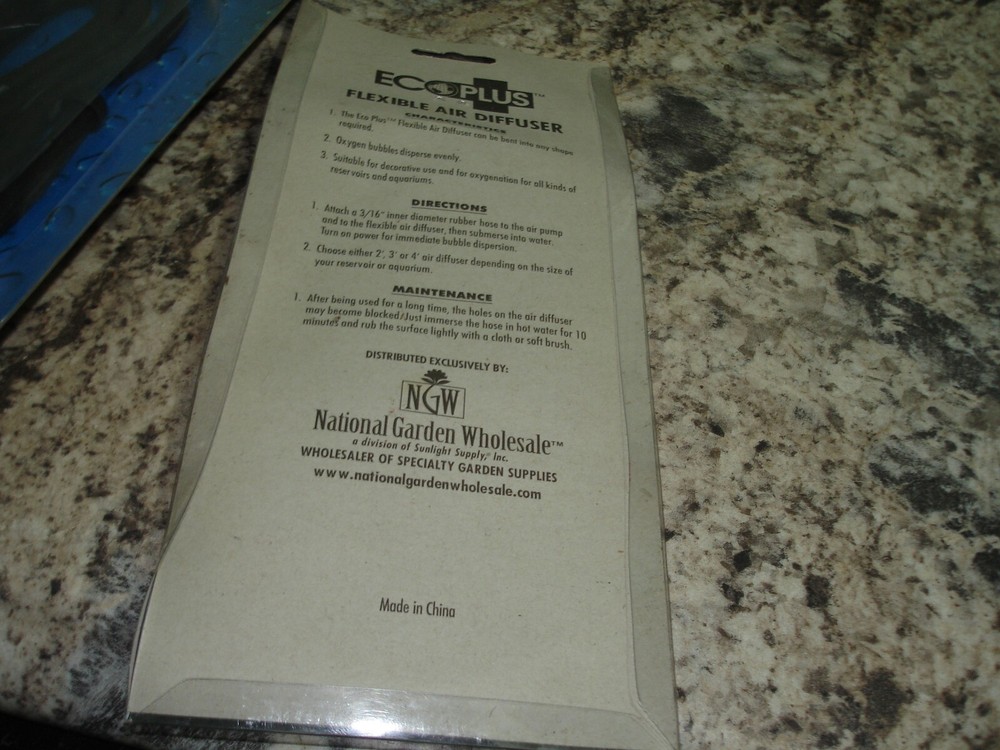 ECOPLUS™
FLEXIBLE AIR DIFFUSER
CHARACTERISTICS
1. The Eco Plus™ Flexible Air Diffuser can be bent into any shape
required.
2. Oxygen bubbles disperse evenly.
3. Suitable for decorative use and for oxygenation for all kinds of
reservoirs and aquariums.
DIRECTIONS
1. Attach a 3/16" inner diameter rubber hose to the air pump
and to the flexible air diffuser, then submerse into water.
Turn on power for immediate bubble dispersion.
2. Choose either 2', 3' or 4' air diffuser depending on the size of
your reservoir or aquarium.
MAINTENANCE
1. After being used for a long time, the holes on the air diffuser
may become blocked/Just immerse the hose in hot water for 10
minutes and rub the surface lightly with a cloth or soft brush.
DISTRIBUTED EXCLUSIVELY BY:
NGW
National Garden Wholesale™
a division of Sunlight Supply,® Inc.
WHOLESALER OF SPECIALTY GARDEN SUPPLIES
www.nationalgardenwholesale.com
Made in China